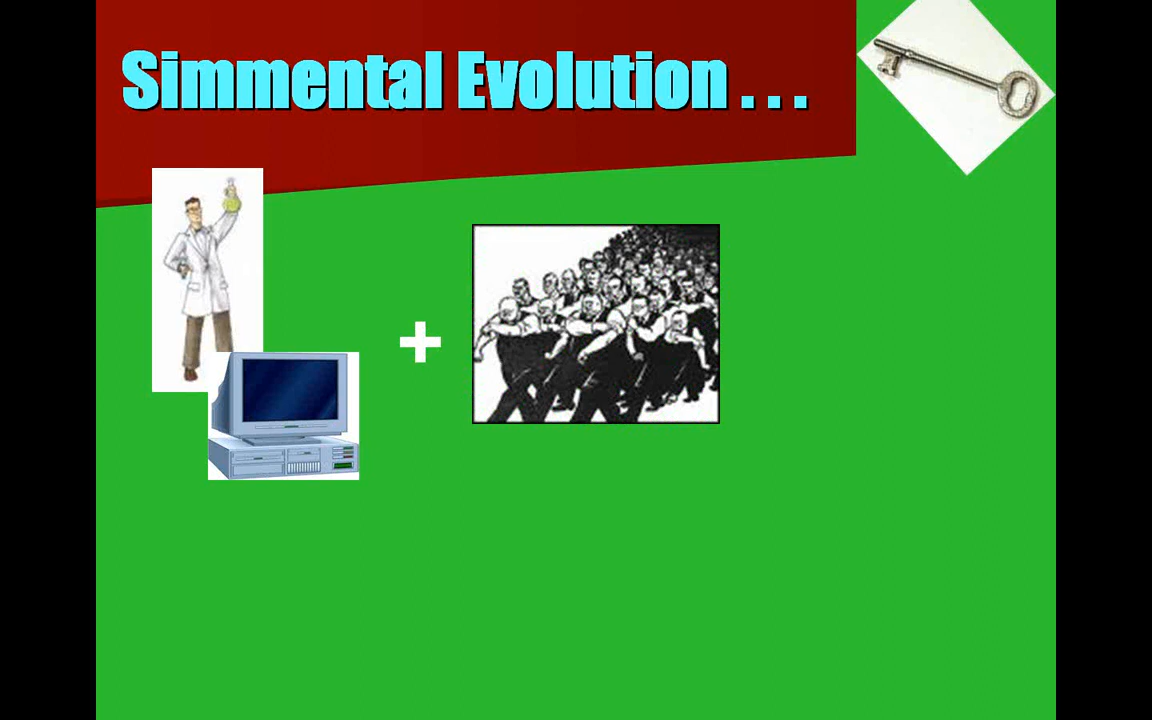 Simmental Evolution . . .
+